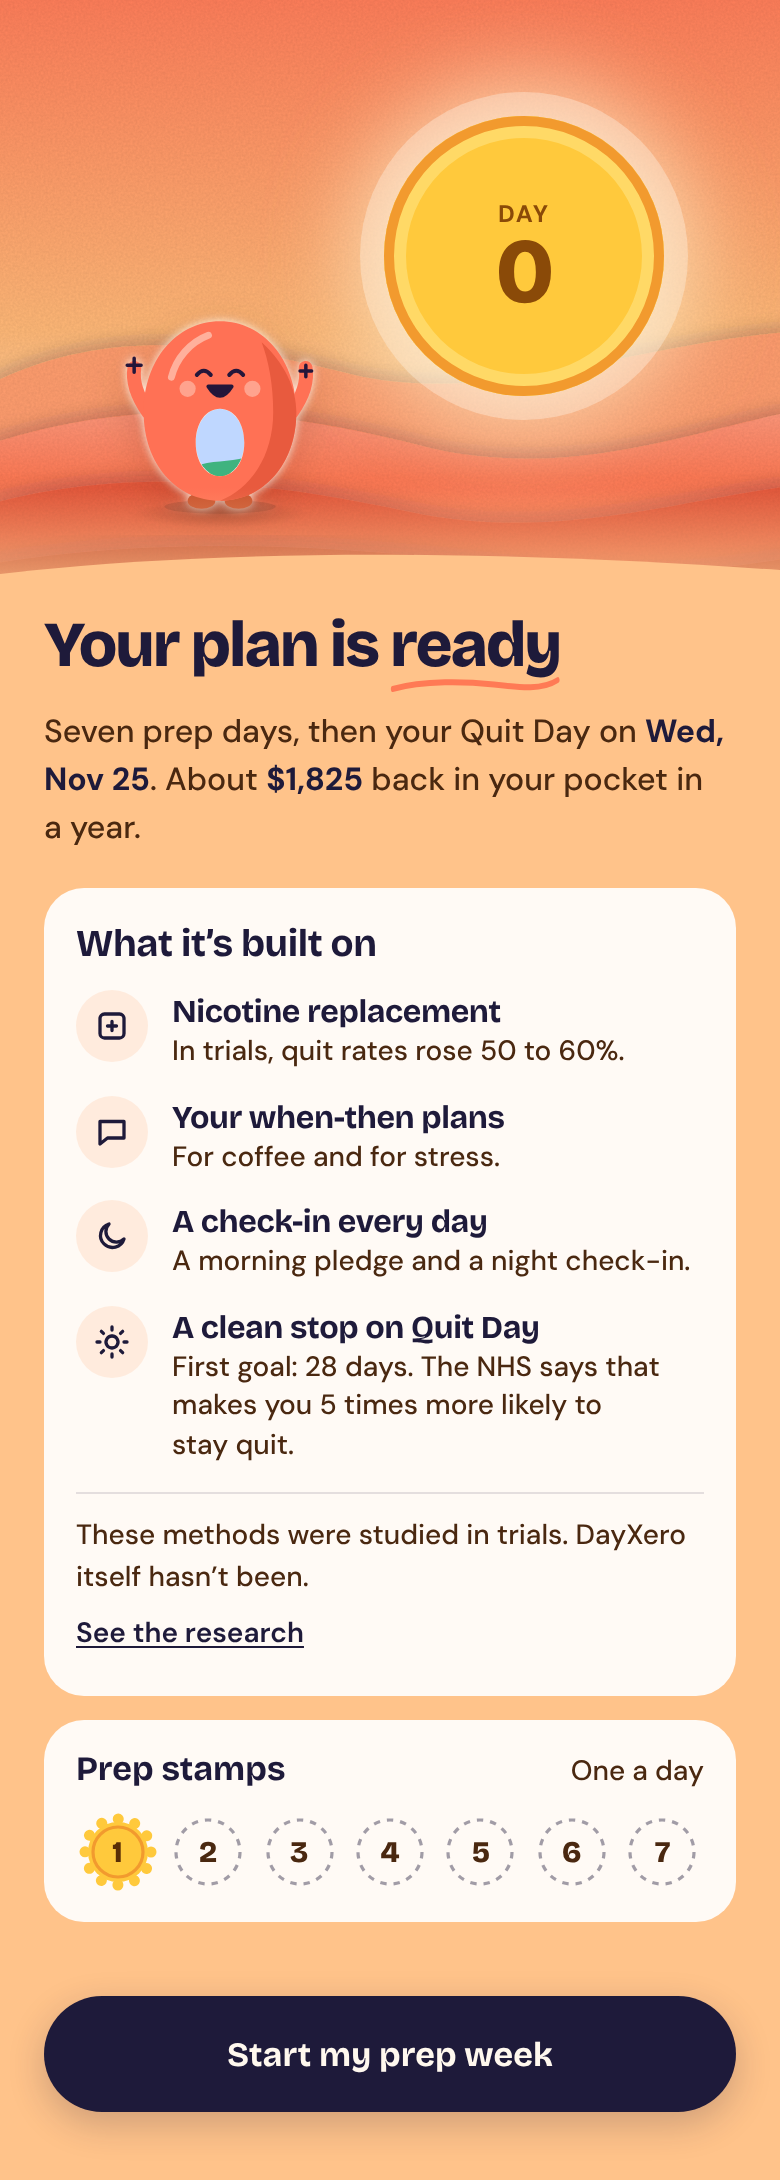 DAY
0
Your plan is ready
Seven prep days, then your Quit Day on Wed,
Nov 25. About $1,825 back in your pocket in
a year.
What it’s built on
Nicotine replacement
In trials, quit rates rose 50 to 60%.
Your when-then plans
For coffee and for stress.
A check-in every day
A morning pledge and a night check-in.
A clean stop on Quit Day
First goal: 28 days. The NHS says that
makes you 5 times more likely to
stay quit.
These methods were studied in trials. DayXero
itself hasn’t been.
See the research
Prep stamps One a day
1 2 3 4 5 6 7
Start my prep week